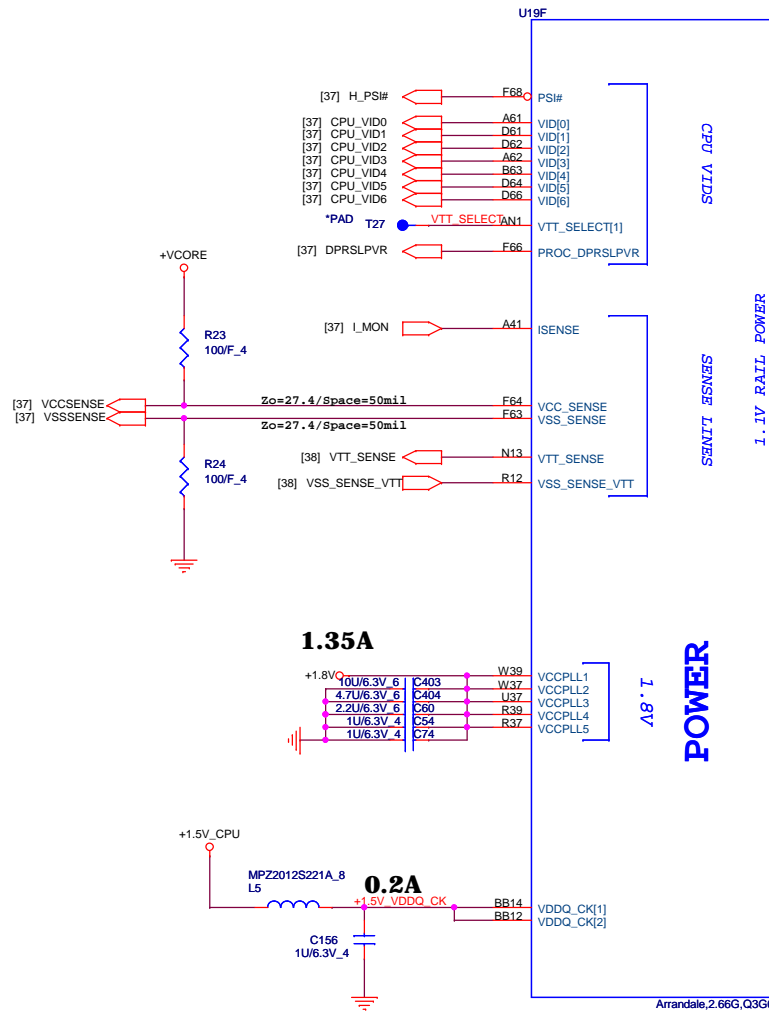 U19F
[37] H_PSI# F68 PSI#
[37] CPU_VID0 A61 VID[0]
[37] CPU_VID1 D61 VID[1]
[37] CPU_VID2 D62 VID[2]
[37] CPU_VID3 A62 VID[3]
[37] CPU_VID4 B63 VID[4]
[37] CPU_VID5 D64 VID[5]
[37] CPU_VID6 D66 VID[6]
CPU VIDS
*PAD T27 VTT_SELECT AN1 VTT_SELECT[1]
[37] DPRSLPVR F66 PROC_DPRSLPVR
+VCORE
R23
100/F_4
[37] I_MON A41 ISENSE
[37] VCCSENSE Zo=27.4/Space=50mil F64 VCC_SENSE
[37] VSSSENSE Zo=27.4/Space=50mil F63 VSS_SENSE
SENSE LINES
1.1V RAIL POWER
R24
100/F_4
[38] VTT_SENSE N13 VTT_SENSE
[38] VSS_SENSE_VTT R12 VSS_SENSE_VTT
1.35A
+1.8V W39 VCCPLL1
10U/6.3V_6 C403 W37 VCCPLL2
4.7U/6.3V_6 C404 U37 VCCPLL3
2.2U/6.3V_6 C60 R39 VCCPLL4
1U/6.3V_4 C54 R37 VCCPLL5
1U/6.3V_4 C74
1.8V
POWER
+1.5V_CPU
MPZ2012S221A_8
L5
0.2A
+1.5V_VDDQ_CK BB14 VDDQ_CK[1]
BB12 VDDQ_CK[2]
C156
1U/6.3V_4
Arrandale,2.66G,Q3G